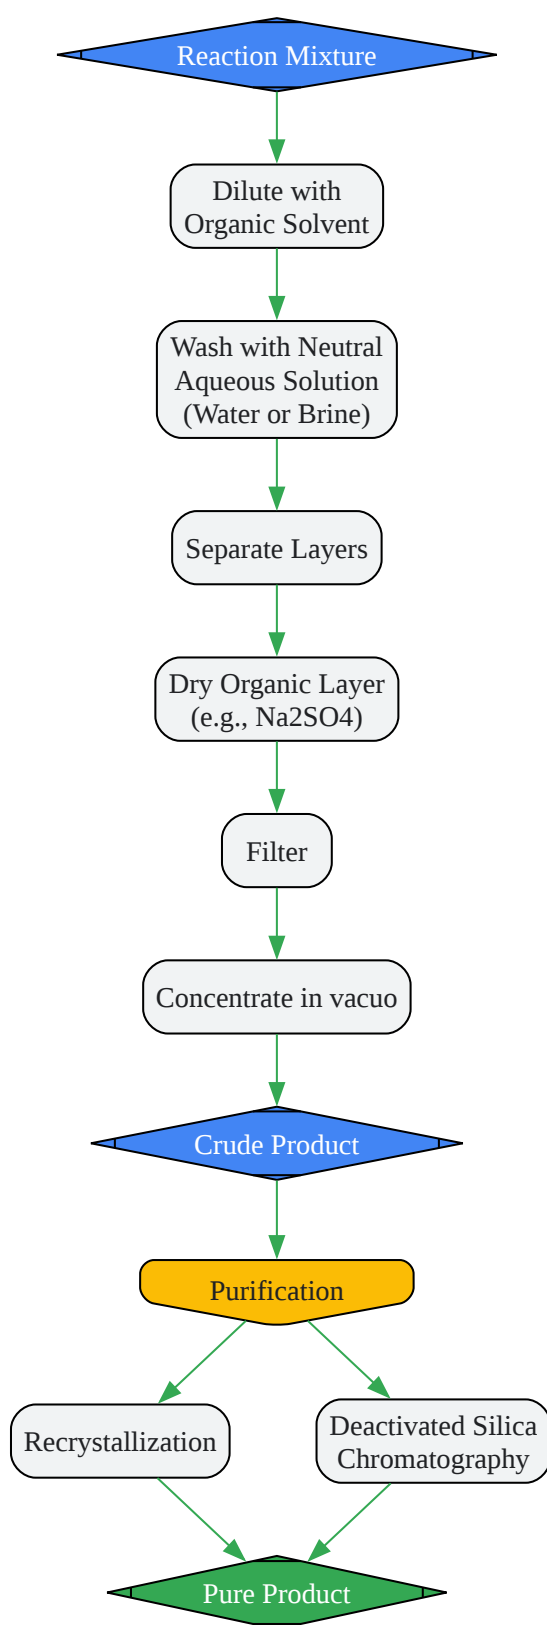 Reaction Mixture
Dilute with
Organic Solvent
Wash with Neutral
Aqueous Solution
(Water or Brine)
Separate Layers
Dry Organic Layer
(e.g., Na2SO4)
Filter
Concentrate in vacuo
Crude Product
Purification
Recrystallization
Deactivated Silica
Chromatography
Pure Product